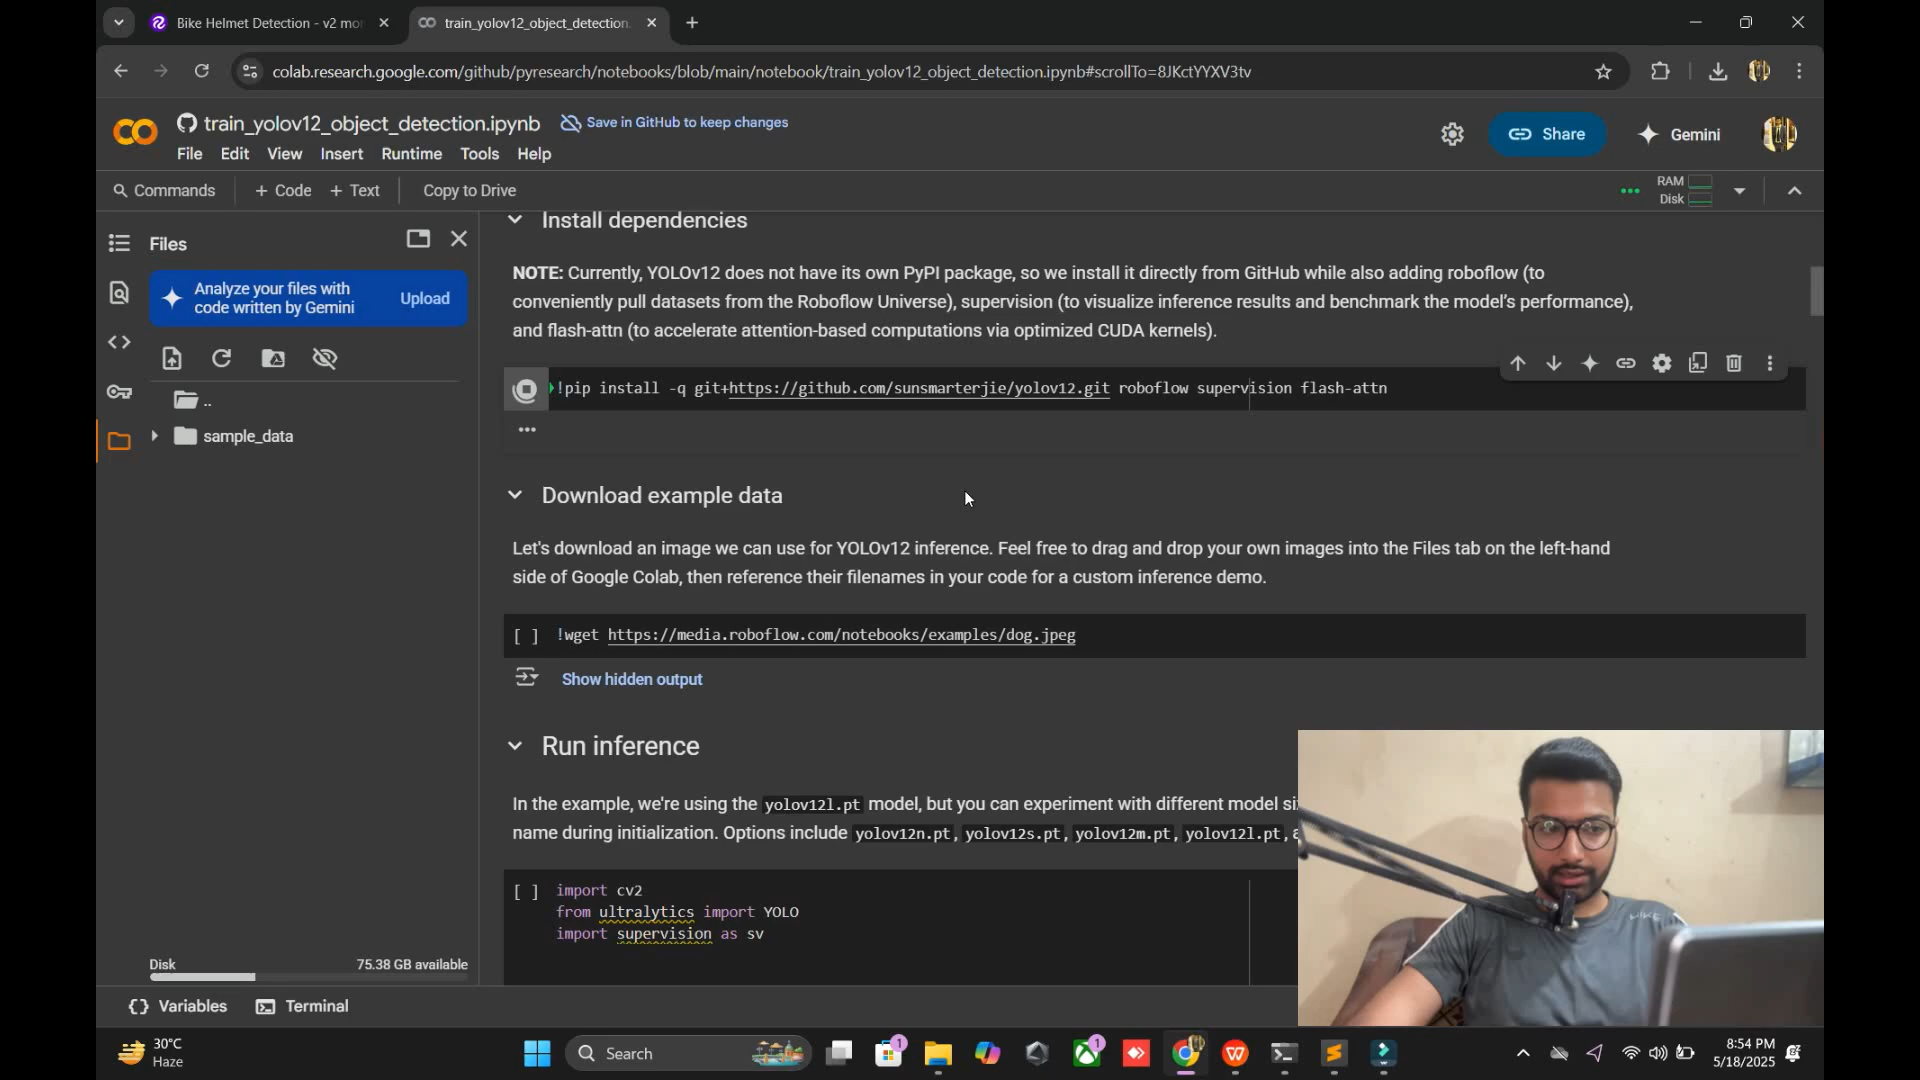 Bike Helmet Detection - v2 mo
train_yolov12_object_detection.
colab.research.google.com/github/pyresearch/notebooks/blob/main/notebook/train_yolov12_object_detection.ipynb#scrollTo=8JKctYYXV3tv
train_yolov12_object_detection.ipynb
Save in GitHub to keep changes
File Edit View Insert Runtime Tools Help
Share
Gemini
Commands
+ Code + Text
Copy to Drive
RAM
Disk
Files
Analyze your files with
code written by Gemini
Upload
..
sample_data
Disk
75.38 GB available
Install dependencies
NOTE: Currently, YOLOv12 does not have its own PyPI package, so we install it directly from GitHub while also adding roboflow (to
conveniently pull datasets from the Roboflow Universe), supervision (to visualize inference results and benchmark the model's performance),
and flash-attn (to accelerate attention-based computations via optimized CUDA kernels).
!pip install -q git+https://github.com/sunsmarterjie/yolov12.git roboflow supervision flash-attn
Download example data
Let's download an image we can use for YOLOv12 inference. Feel free to drag and drop your own images into the Files tab on the left-hand
side of Google Colab, then reference their filenames in your code for a custom inference demo.
[ ] !wget https://media.roboflow.com/notebooks/examples/dog.jpeg
Show hidden output
Run inference
In the example, we're using the yolov12l.pt model, but you can experiment with different model si
name during initialization. Options include yolov12n.pt, yolov12s.pt, yolov12m.pt, yolov12l.pt, a
[ ] import cv2
from ultralytics import YOLO
import supervision as sv
{} Variables
Terminal
30°C
Haze
Search
1
1
8:54 PM
5/18/2025